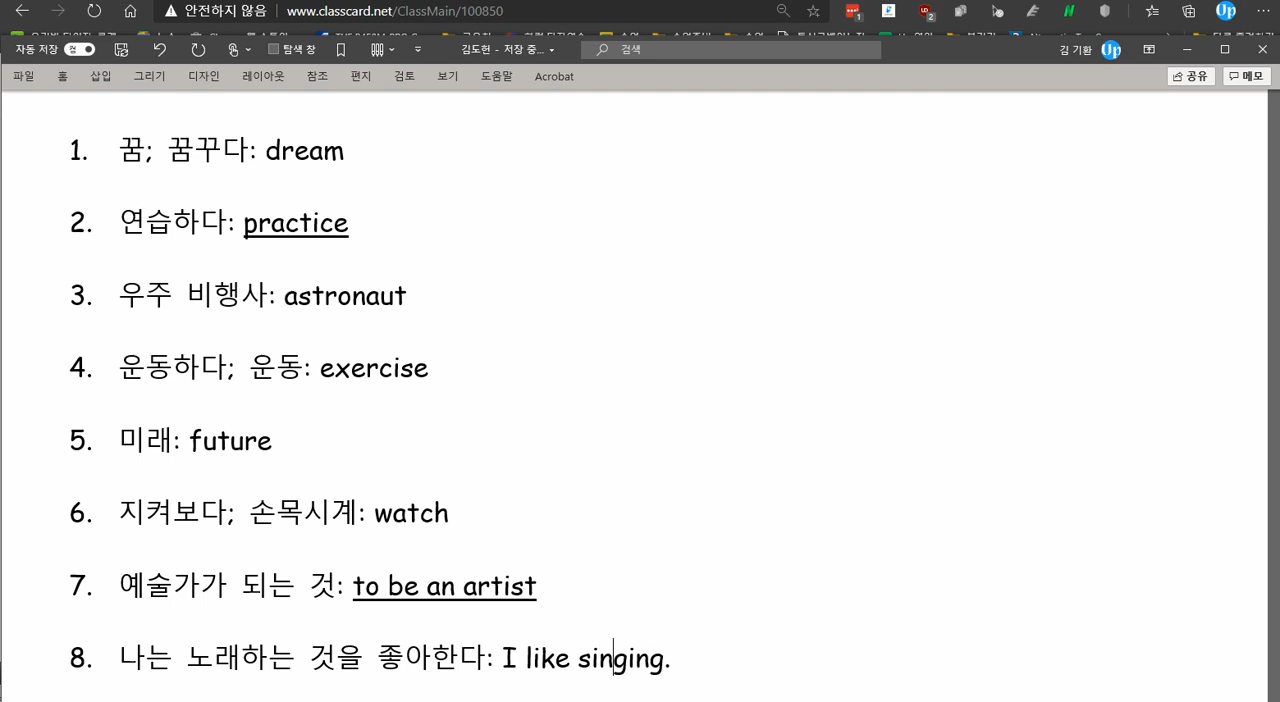 안전하지 않음 www.classcard.net/ClassMain/100850
자동 저장 탐색 창 김도헌 - 저장 중... 검색 김 기환 Up
파일 홈 삽입 그리기 디자인 레이아웃 참조 편지 검토 보기 도움말 Acrobat 공유 메모
1. 꿈; 꿈꾸다: dream
2. 연습하다: practice
3. 우주 비행사: astronaut
4. 운동하다; 운동: exercise
5. 미래: future
6. 지켜보다; 손목시계: watch
7. 예술가가 되는 것: to be an artist
8. 나는 노래하는 것을 좋아한다: I like singing.